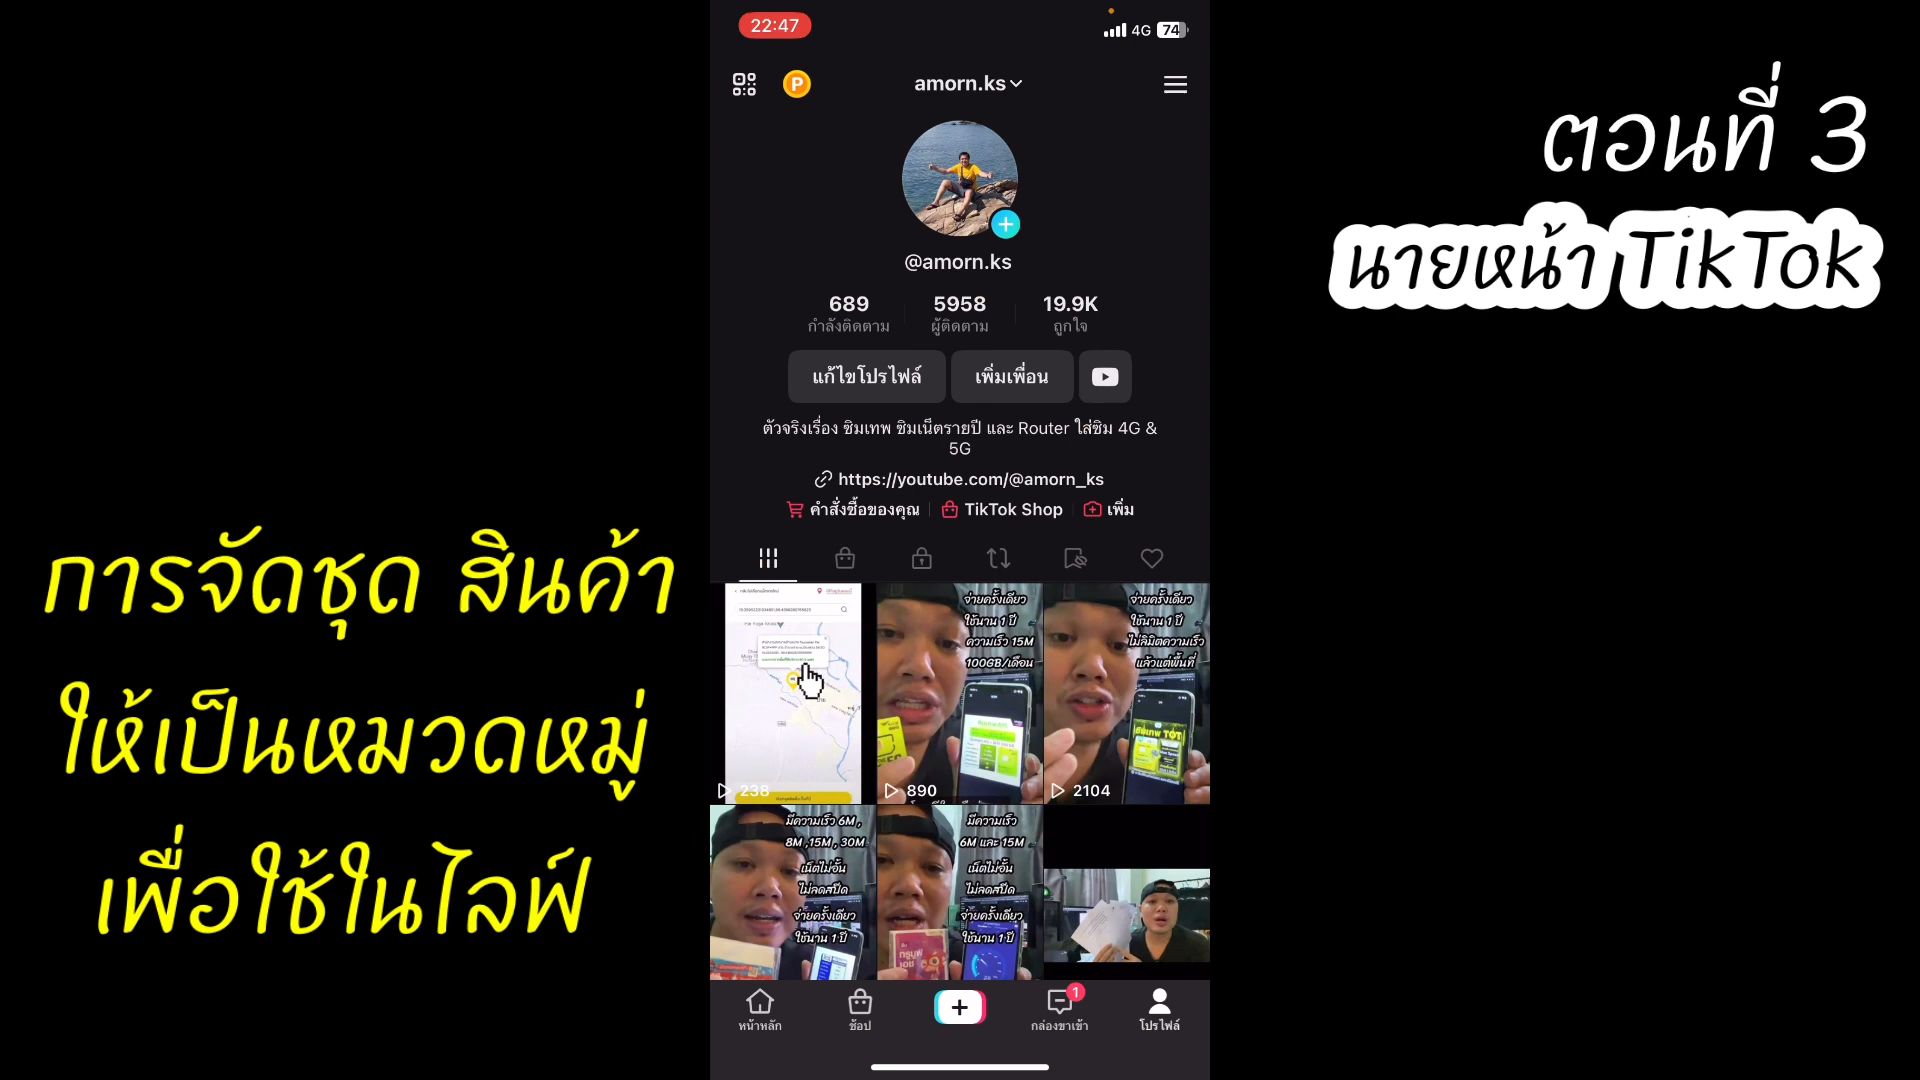 ตอนที่ 3
นายหน้า TikTok
การจัดชุด สินค้า
ให้เป็นหมวดหมู่
เพื่อใช้ในไลฟ์
22:47
4G 74
P
amorn.ks
@amorn.ks
689 5958 19.9K
กำลังติดตาม ผู้ติดตาม ถูกใจ
แก้ไขโปรไฟล์ เพิ่มเพื่อน
ตัวจริงเรื่อง ซิมเทพ ซิมเน็ตรายปี และ Router ใส่ซิม 4G &
5G
https://youtube.com/@amorn_ks
คำสั่งซื้อของคุณ TikTok Shop เพิ่ม
238
จ่ายครั้งเดียว
ใช้นาน 1 ปี
ความเร็ว 15M
100GB/เดือน
890
จ่ายครั้งเดียว
ใช้นาน 1 ปี
ไม่ลิมิตความเร็ว
แล้วแต่พื้นที่
ซิมเทพ TOT
2104
มีความเร็ว 6M ,
8M ,15M , 30M
เน็ตไม่อั้น
ไม่ลดสปีด
จ่ายครั้งเดียว
ใช้นาน 1 ปี
มีความเร็ว
6M และ 15M
เน็ตไม่อั้น
ไม่ลดสปีด
จ่ายครั้งเดียว
ใช้นาน 1 ปี
1
หน้าหลัก ช้อป กล่องขาเข้า โปรไฟล์